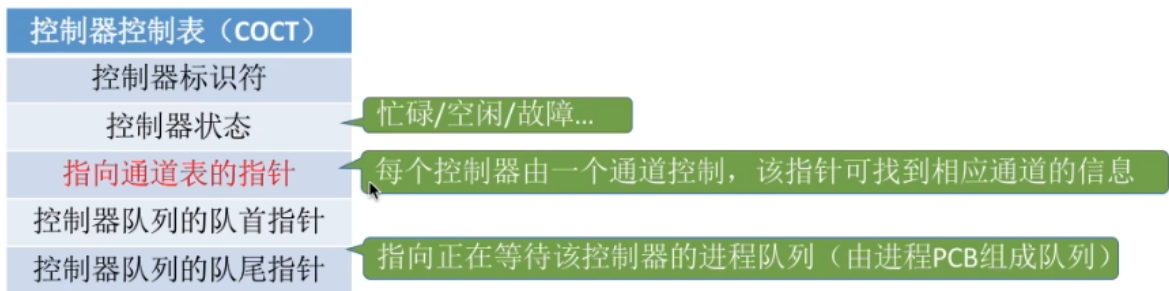 控制器控制表（COCT）
控制器标识符
控制器状态
忙碌/空闲/故障...
指向通道表的指针
每个控制器由一个通道控制，该指针可找到相应通道的信息
控制器队列的队首指针
控制器队列的队尾指针
指向正在等待该控制器的进程队列（由进程PCB组成队列）